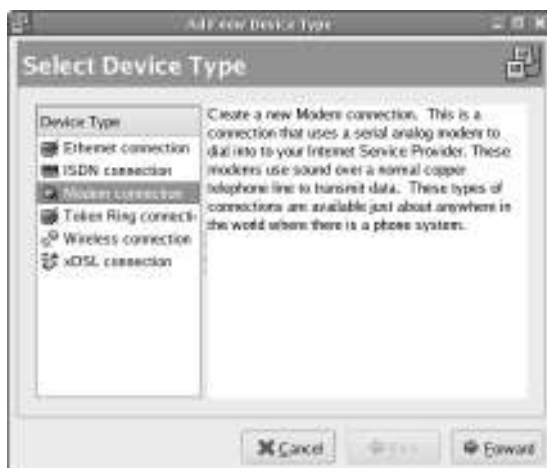 Add new Device Type
Select Device Type
Device Type
Ethernet connection
ISDN connection
Modem connection
Token Ring connecti
Wireless connection
xDSL connection
Create a new Modem connection. This is a
connection that uses a serial analog modem to
dial into to your Internet Service Provider. These
modems use sound over a normal copper
telephone line to transmit data. These types of
connections are available just about anywhere in
the world where there is a phone system.
Cancel
Forward